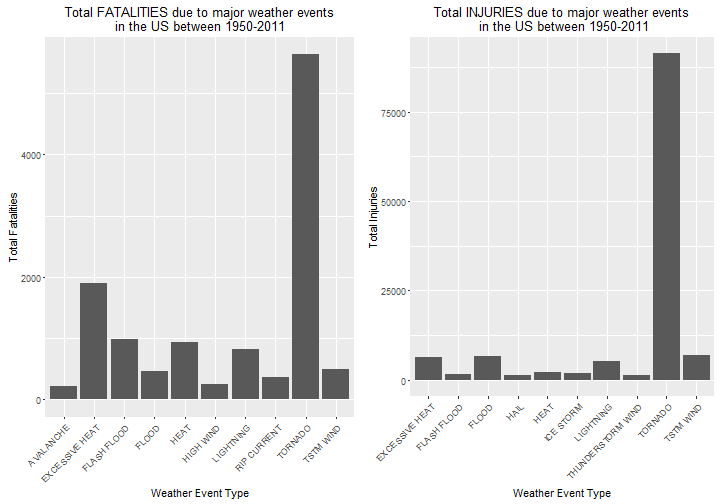 Total FATALITIES due to major weather events
in the US between 1950-2011
Total Fatalities
4000
2000
0
AVALANCHE
EXCESSIVE HEAT
FLASH FLOOD
FLOOD
HEAT
HIGH WIND
LIGHTNING
RIP CURRENT
TORNADO
TSTM WIND
Weather Event Type
Total INJURIES due to major weather events
in the US between 1950-2011
Total Injuries
75000
50000
25000
0
EXCESSIVE HEAT
FLASH FLOOD
FLOOD
HAIL
HEAT
ICE STORM
LIGHTNING
THUNDERSTORM WIND
TORNADO
TSTM WIND
Weather Event Type